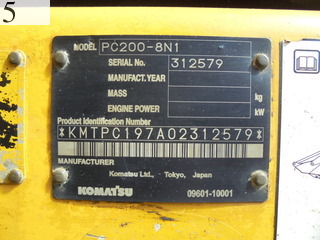 5
MODEL PC200-8N1
SERIAL No. 312579
MANUFACT.YEAR
MASS kg
ENGINE POWER kW
Product Identification Number
*KMTPC197A02312579*
MANUFACTURER
Komatsu Ltd., Tokyo, Japan
KOMATSU 09601-10001